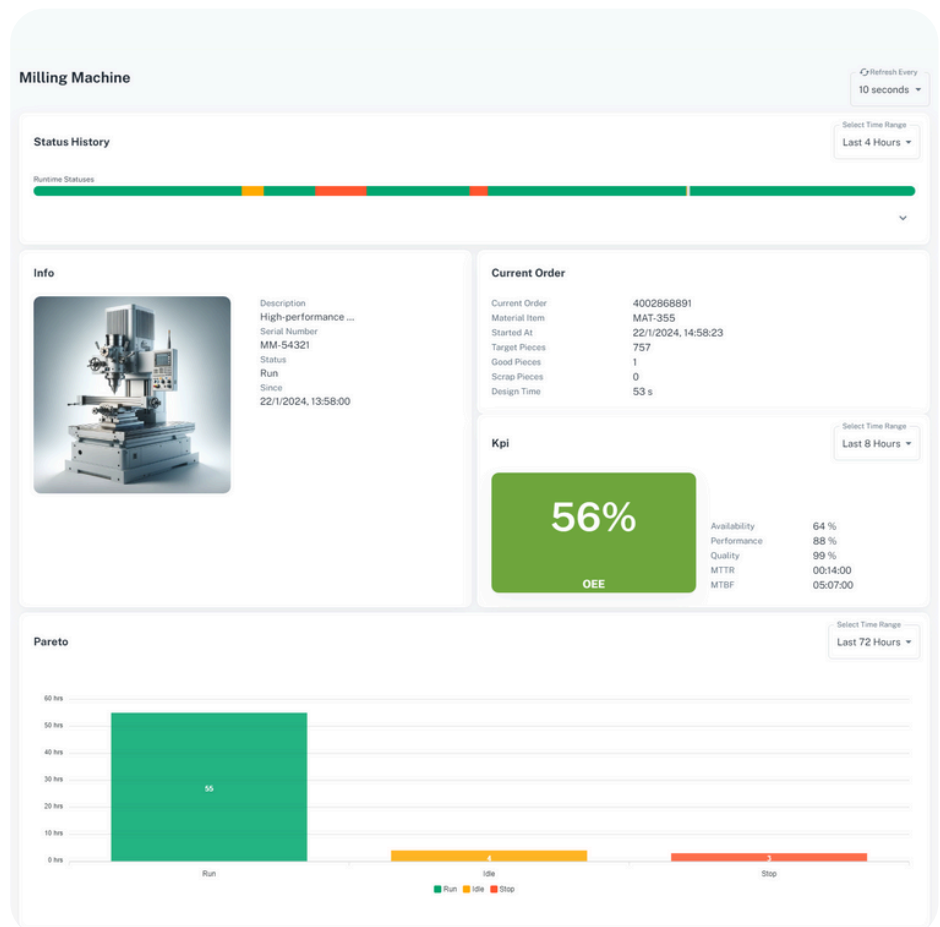 Milling Machine
Refresh Every
10 seconds
Status History
Select Time Range
Last 4 Hours
Runtime Statuses
Info
Description
High-performance ...
Serial Number
MM-54321
Status
Run
Since
22/1/2024, 13:58:00
Current Order
Current Order 4002868891
Material Item MAT-355
Started At 22/1/2024, 14:58:23
Target Pieces 757
Good Pieces 1
Scrap Pieces 0
Design Time 53 s
Kpi
Select Time Range
Last 8 Hours
56%
OEE
Availability 64 %
Performance 88 %
Quality 99 %
MTTR 00:14:00
MTBF 05:07:00
Pareto
Select Time Range
Last 72 Hours
60 hrs
50 hrs
40 hrs
30 hrs
20 hrs
10 hrs
0 hrs
55
4
3
Run Idle Stop
Run Idle Stop